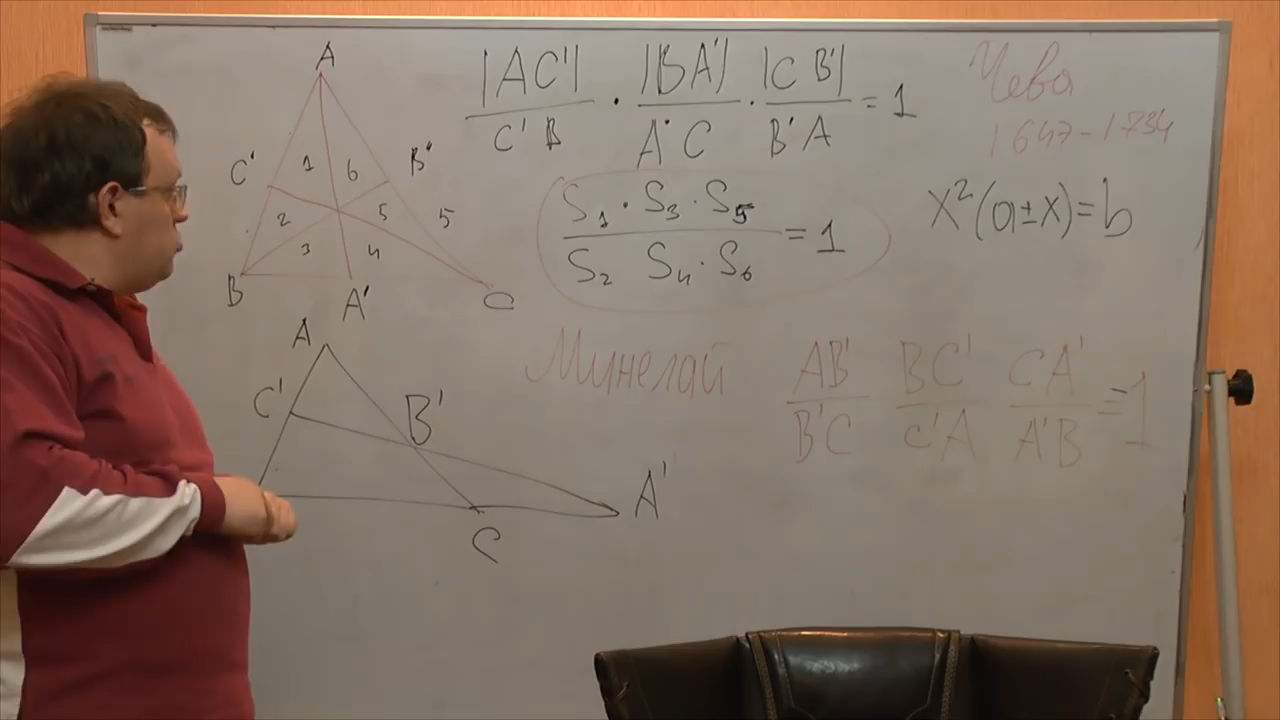 A
C' 1 6 B'
2 5 5
3 4
B A' C
|AC'| / C'B · |BA'| / A'C · |CB'| / B'A = 1
S₁ · S₃ · S₅ / S₂ S₄ · S₆ = 1
Чева
1647-1734
x²(a±x)=b
A
C' B'
A'
C
Минелай
AB' / B'C BC' / C'A CA' / A'B = 1